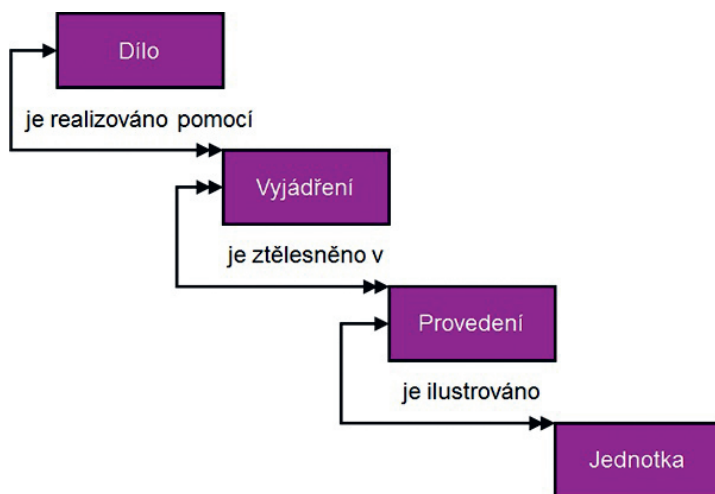 Dílo
je realizováno pomocí
Vyjádření
je ztělesněno v
Provedení
je ilustrováno
Jednotka